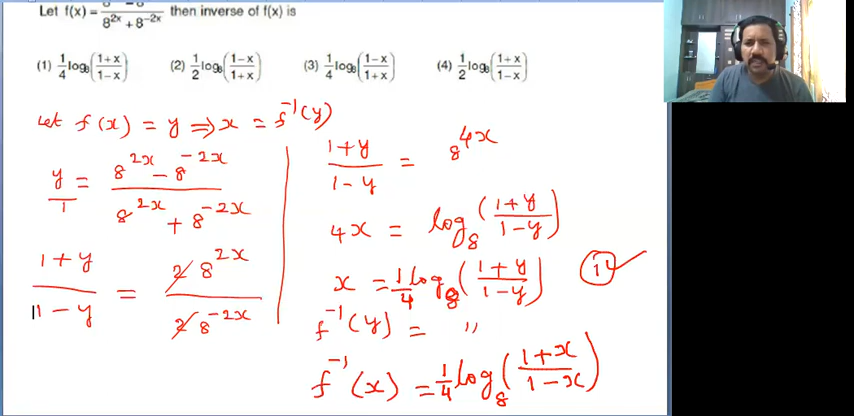 Let f(x) = 8^{2x} - 8^{-2x} / 8^{2x} + 8^{-2x} then inverse of f(x) is
(1) 1/4 log₈(1+x / 1-x) (2) 1/2 log₈(1-x / 1+x) (3) 1/4 log₈(1-x / 1+x) (4) 1/2 log₈(1+x / 1-x)
Let f(x) = y ⇒ x = f^{-1}(y)
y/1 = 8^{2x} - 8^{-2x} / 8^{2x} + 8^{-2x}
1+y / 1-y = 2 8^{2x} / 2 8^{-2x}
1+y / 1-y = 8^{4x}
4x = log₈(1+y / 1-y)
x = 1/4 log₈(1+y / 1-y)
f^{-1}(y) = "
f^{-1}(x) = 1/4 log₈(1+x / 1-x)